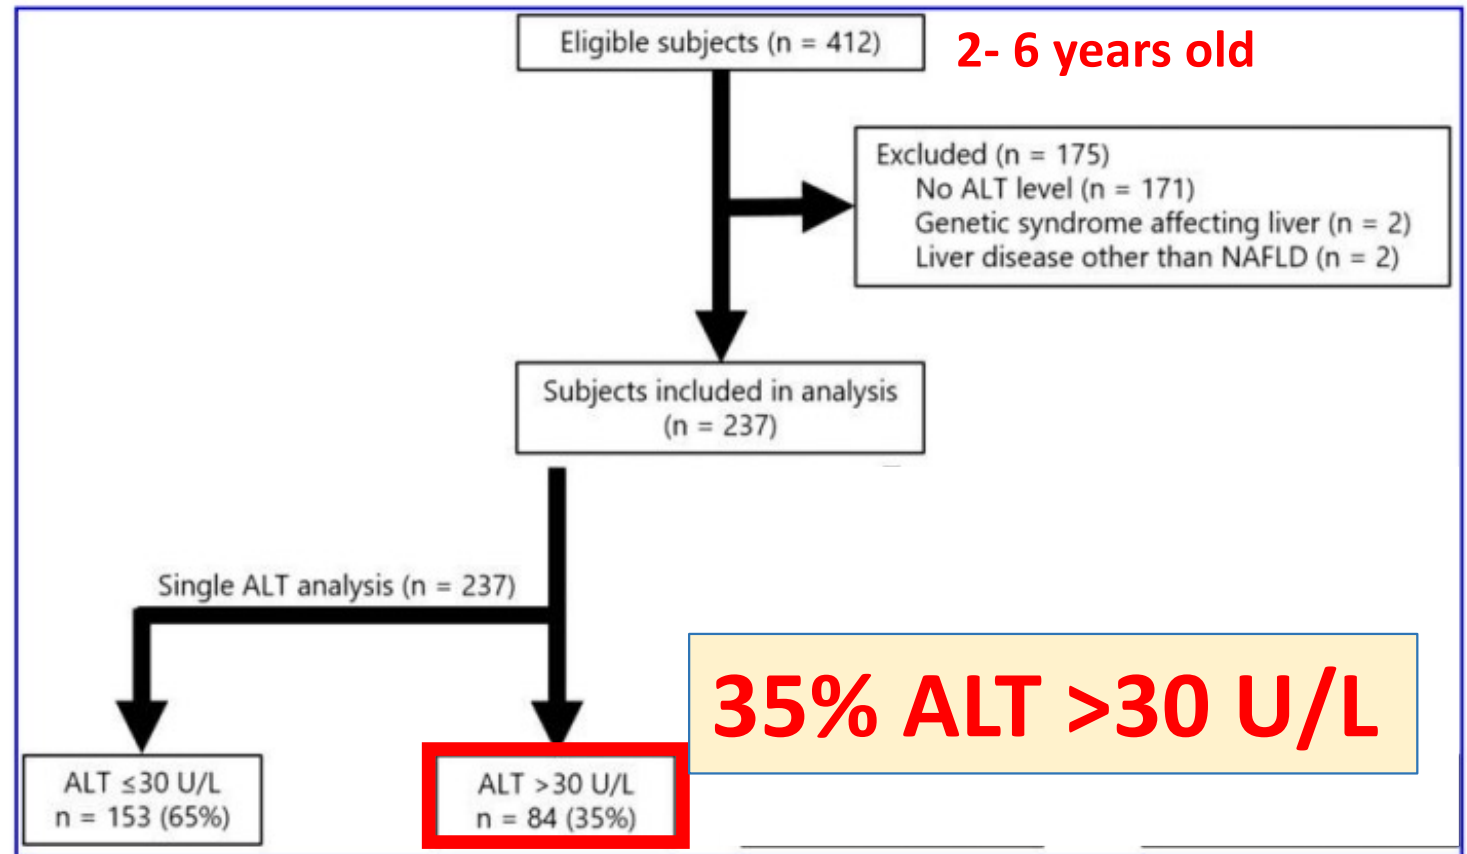 Eligible subjects (n = 412)
2- 6 years old
Excluded (n = 175)
No ALT level (n = 171)
Genetic syndrome affecting liver (n = 2)
Liver disease other than NAFLD (n = 2)
Subjects included in analysis
(n = 237)
Single ALT analysis (n = 237)
35% ALT >30 U/L
ALT ≤30 U/L
n = 153 (65%)
ALT >30 U/L
n = 84 (35%)